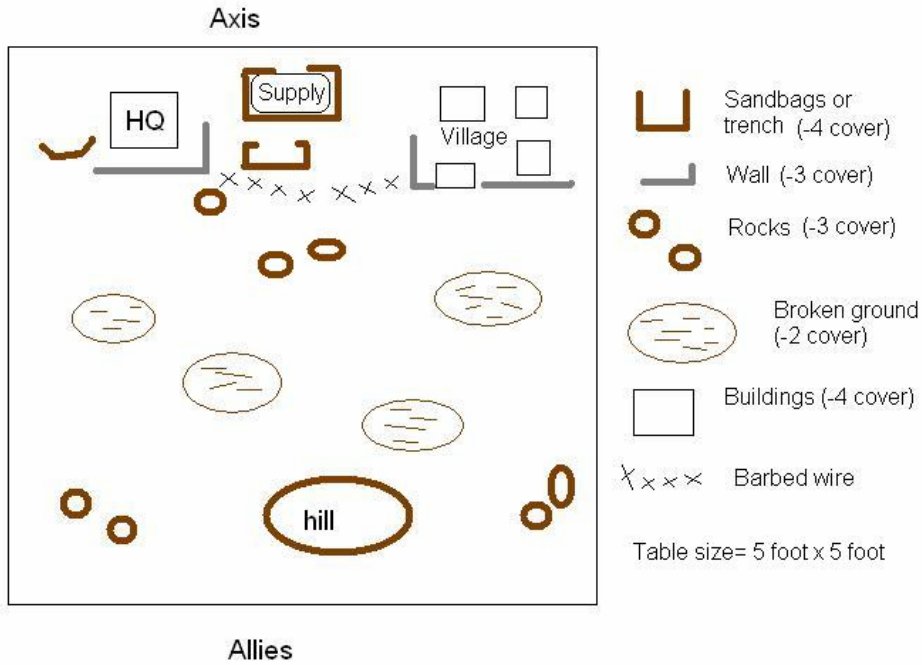 Axis
HQ
Supply
Village
hill
Allies
Sandbags or
trench (-4 cover)
Wall (-3 cover)
Rocks (-3 cover)
Broken ground
(-2 cover)
Buildings (-4 cover)
Barbed wire
Table size= 5 foot x 5 foot